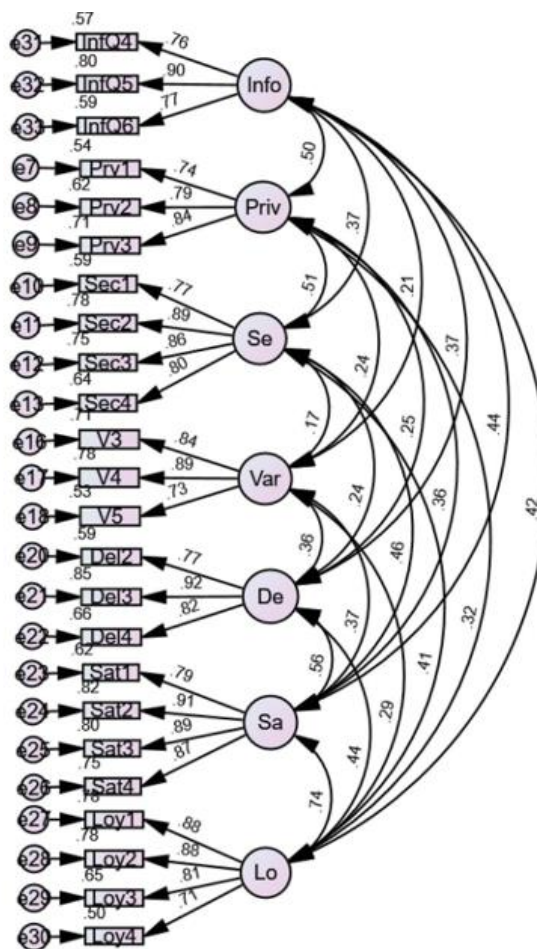 .57
e31 InfQ4 .76
.80
e32 InfQ5 .90 Info
.59
e33 InfQ6 .77
.54
e7 Prv1 .74 .50
.62
e8 Prv2 .79 Priv .37
.71
e9 Prv3 .84
.59
e10 Sec1 .77 .51 .21
.78
e11 Sec2 .89 .37
.75
e12 Sec3 .86 Se .24
.64
e13 Sec4 .80 .44
.71
e16 V3 .84 .17 .25
.78
e17 V4 .89 Var .24 .36 .42
.53
e18 V5 .73
.59
e20 Del2 .77 .36 .46
.85
e21 Del3 .92 De .32
.66
e22 Del4 .82 .37
.62
e23 Sat1 .79 .56 .41
.82
e24 Sat2 .91 Sa .29
.80
e25 Sat3 .89 .44
.75
e26 Sat4 .87
.78
e27 Loy1 .88 .74
.78
e28 Loy2 .88
.65
e29 Loy3 .81 Lo
.50
e30 Loy4 .71